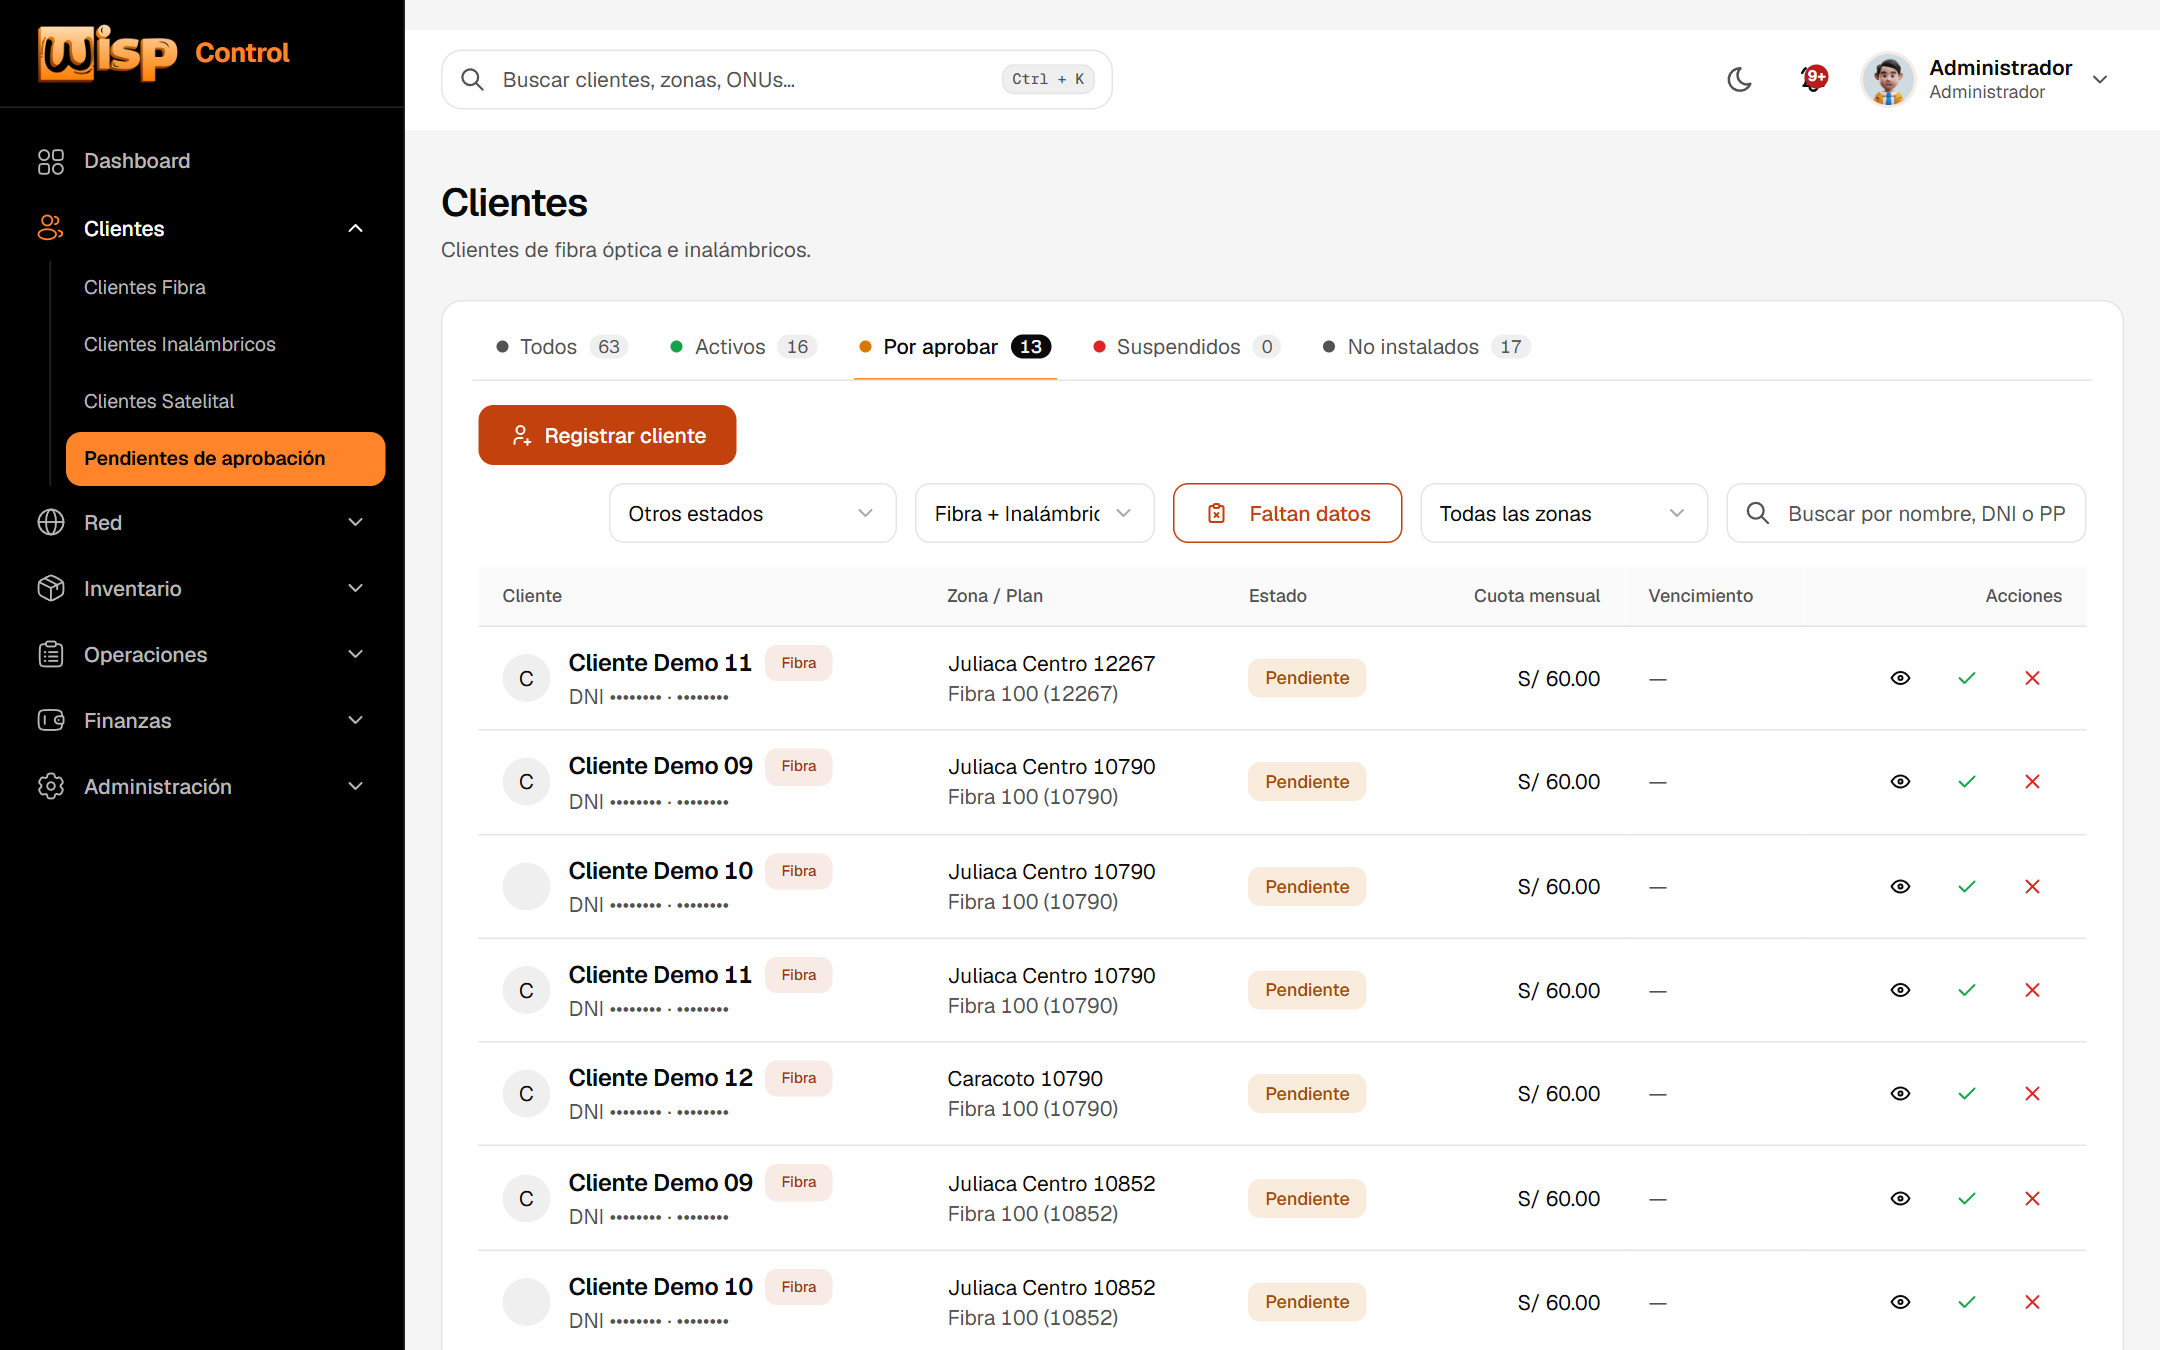 Wisp Control
Buscar clientes, zonas, ONUs...
Ctrl + K
9+
Administrador
Administrador
Dashboard
Clientes
Clientes Fibra
Clientes Inalámbricos
Clientes Satelital
Pendientes de aprobación
Red
Inventario
Operaciones
Finanzas
Administración
Clientes
Clientes de fibra óptica e inalámbricos.
Todos 63
Activos 16
Por aprobar 13
Suspendidos 0
No instalados 17
Registrar cliente
Otros estados
Fibra + Inalámbric
Faltan datos
Todas las zonas
Buscar por nombre, DNI o PP
Cliente Zona / Plan Estado Cuota mensual Vencimiento Acciones
C Cliente Demo 11 Fibra Juliaca Centro 12267 Pendiente S/ 60.00 —
DNI •••••••• · •••••••• Fibra 100 (12267)
C Cliente Demo 09 Fibra Juliaca Centro 10790 Pendiente S/ 60.00 —
DNI •••••••• · •••••••• Fibra 100 (10790)
Cliente Demo 10 Fibra Juliaca Centro 10790 Pendiente S/ 60.00 —
DNI •••••••• · •••••••• Fibra 100 (10790)
C Cliente Demo 11 Fibra Juliaca Centro 10790 Pendiente S/ 60.00 —
DNI •••••••• · •••••••• Fibra 100 (10790)
C Cliente Demo 12 Fibra Caracoto 10790 Pendiente S/ 60.00 —
DNI •••••••• · •••••••• Fibra 100 (10790)
C Cliente Demo 09 Fibra Juliaca Centro 10852 Pendiente S/ 60.00 —
DNI •••••••• · •••••••• Fibra 100 (10852)
Cliente Demo 10 Fibra Juliaca Centro 10852 Pendiente S/ 60.00 —
DNI •••••••• · •••••••• Fibra 100 (10852)